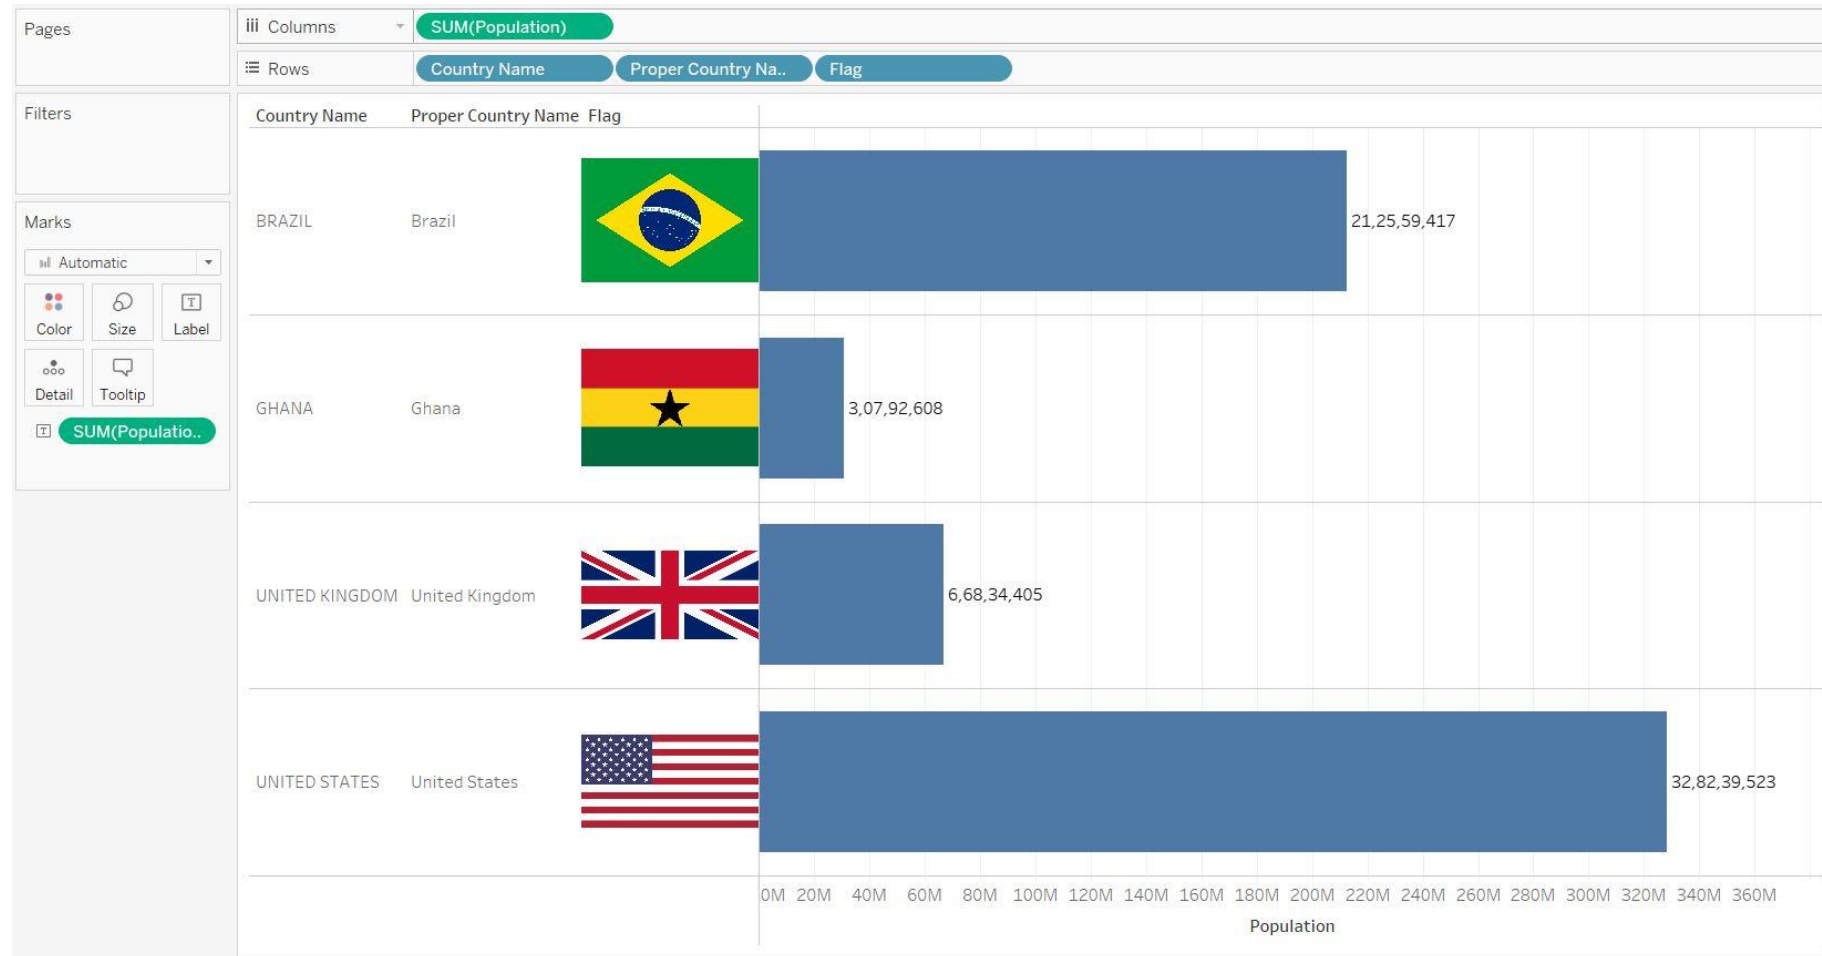 Pages
Columns SUM(Population)
Rows Country Name Proper Country Na.. Flag
Filters
Marks
Automatic
Color Size Label
Detail Tooltip
SUM(Populatio..
Country Name Proper Country Name Flag
BRAZIL Brazil 21,25,59,417
GHANA Ghana 3,07,92,608
UNITED KINGDOM United Kingdom 6,68,34,405
UNITED STATES United States 32,82,39,523
0M 20M 40M 60M 80M 100M 120M 140M 160M 180M 200M 220M 240M 260M 280M 300M 320M 340M 360M
Population